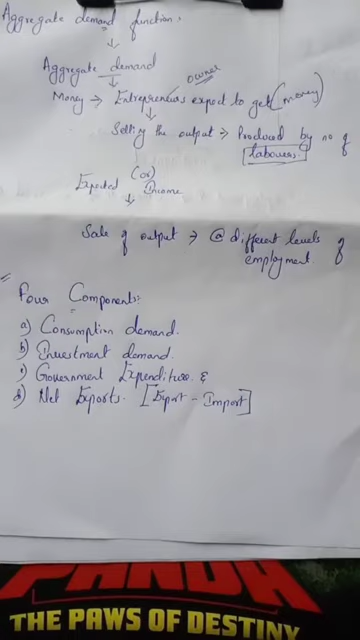 Aggregate demand function:
Aggregate demand
owner
Money → Entrepreneurs expect to get (money)
Selling the output → Produced by no of
labourers.
(or)
Expected Income
Sale of output → @ different levels of
employment.
Four Components:
a) Consumption demand.
b) Investment demand.
c) Government Expenditure &
d) Net Exports. [Export - Import]
PANDA
THE PAWS OF DESTINY